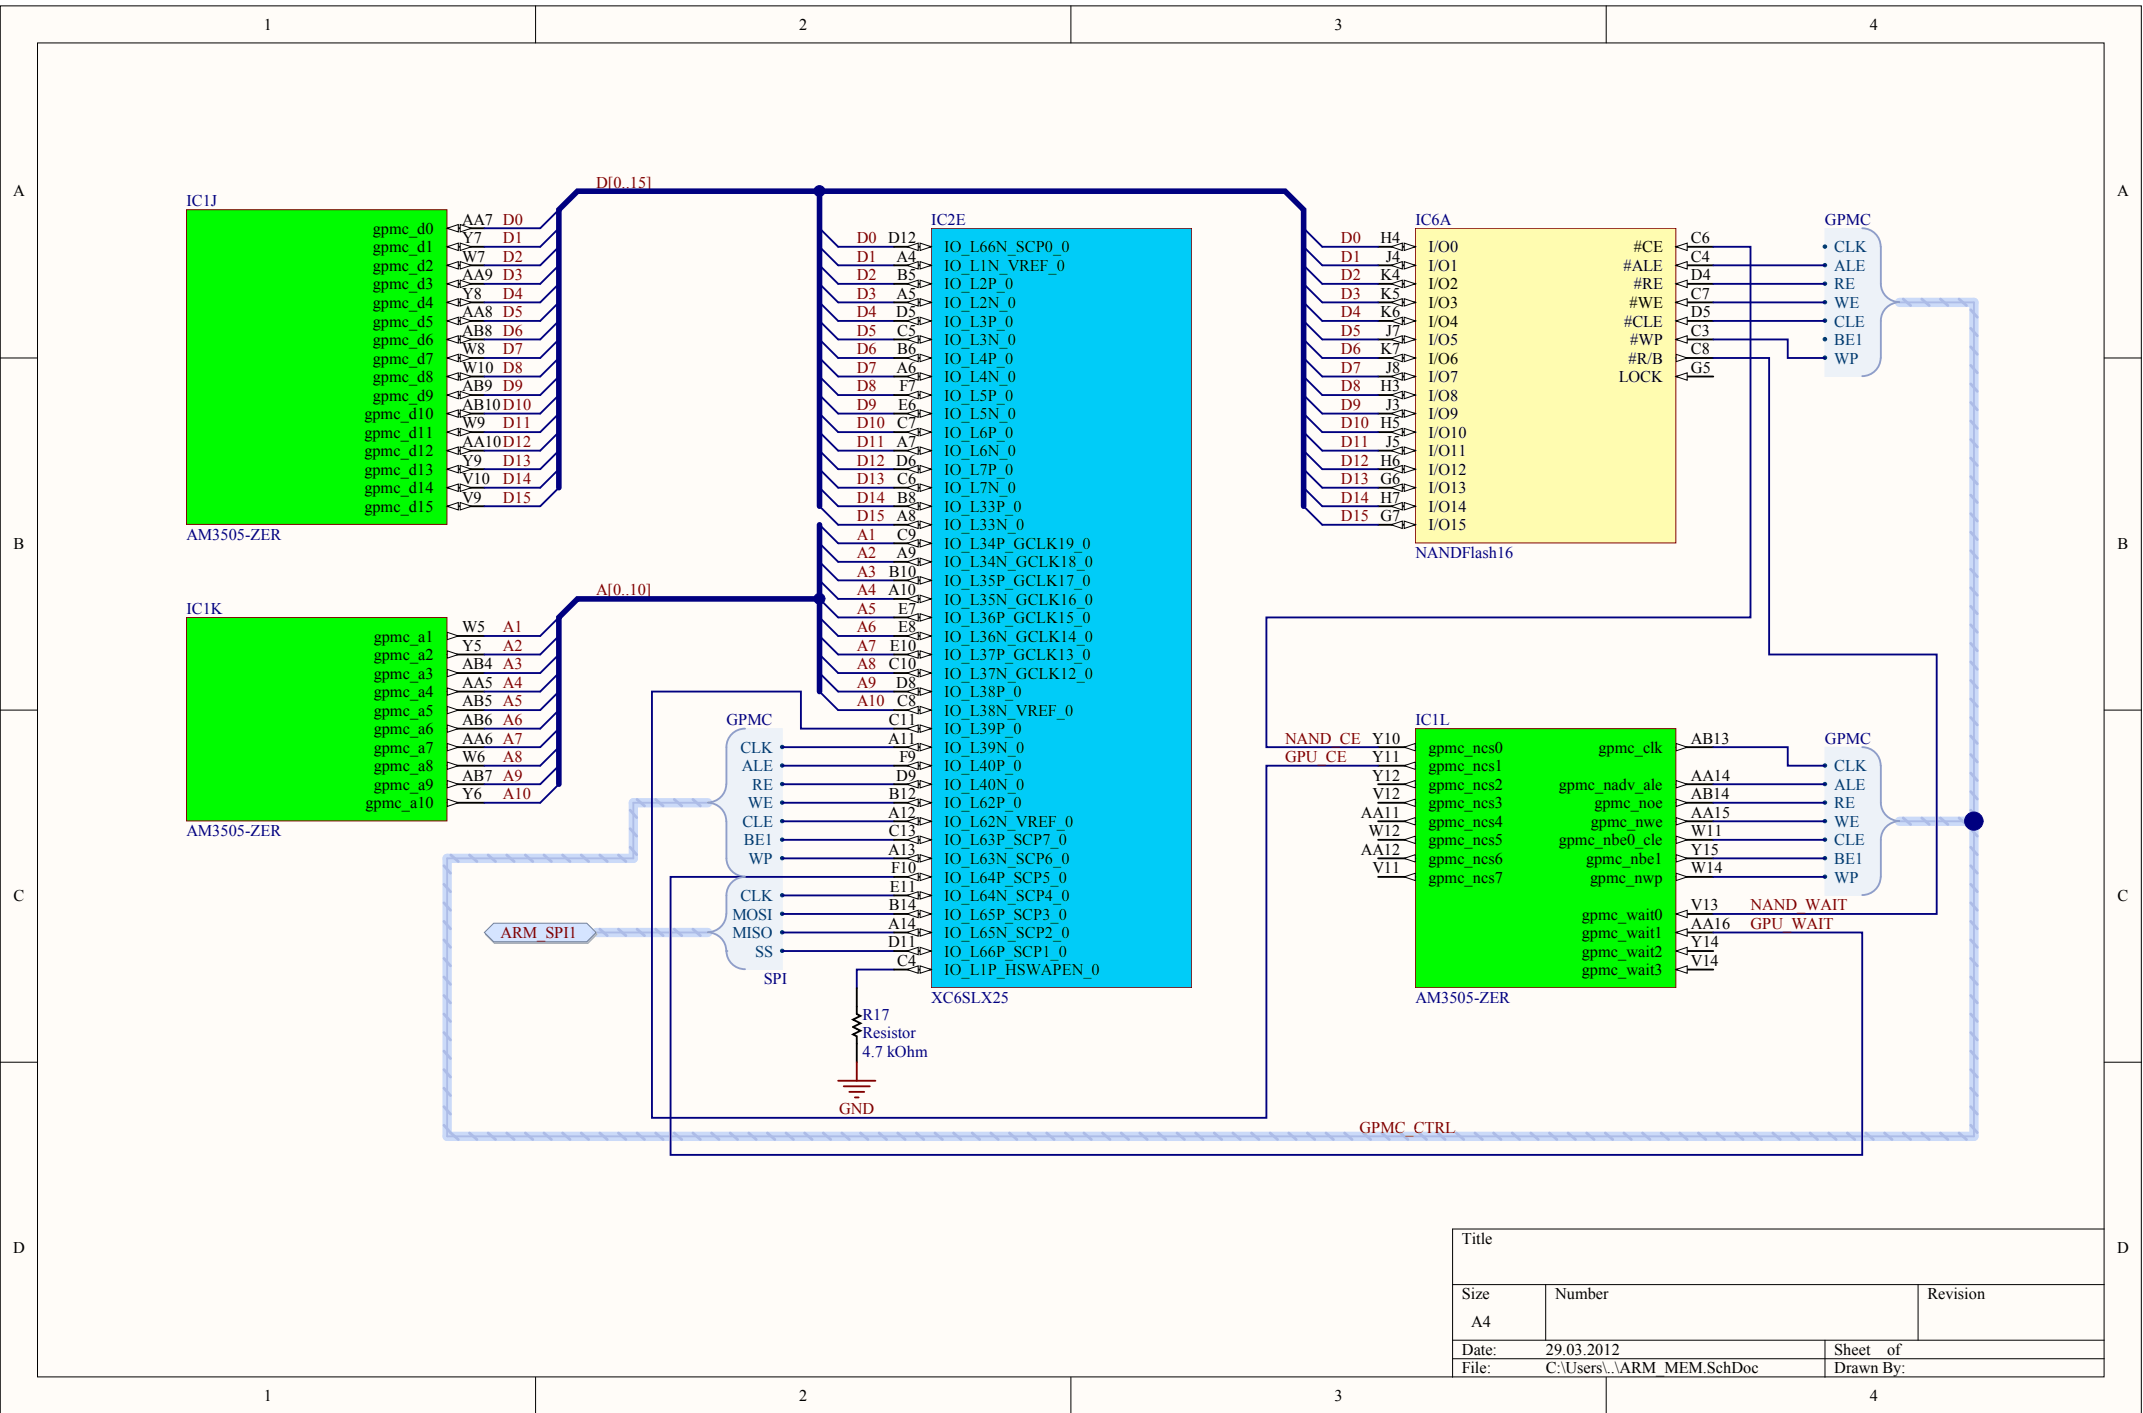 1 2 3 4
A A
B B
C C
D D
1 2 3 4
IC1J
gpmc_d0 AA7 D0
gpmc_d1 Y7 D1
gpmc_d2 W7 D2
gpmc_d3 AA9 D3
gpmc_d4 Y8 D4
gpmc_d5 AA8 D5
gpmc_d6 AB8 D6
gpmc_d7 W8 D7
gpmc_d8 W10 D8
gpmc_d9 AB9 D9
gpmc_d10 AB10 D10
gpmc_d11 W9 D11
gpmc_d12 AA10 D12
gpmc_d13 Y9 D13
gpmc_d14 V10 D14
gpmc_d15 V9 D15
AM3505-ZER
D[0..15]
IC1K
gpmc_a1 W5 A1
gpmc_a2 Y5 A2
gpmc_a3 AB4 A3
gpmc_a4 AA5 A4
gpmc_a5 AB5 A5
gpmc_a6 AB6 A6
gpmc_a7 AA6 A7
gpmc_a8 W6 A8
gpmc_a9 AB7 A9
gpmc_a10 Y6 A10
AM3505-ZER
A[0..10]
IC2E
D0 D12 IO_L66N_SCP0_0
D1 A4 IO_L1N_VREF_0
D2 B5 IO_L2P_0
D3 A5 IO_L2N_0
D4 D5 IO_L3P_0
D5 C5 IO_L3N_0
D6 B6 IO_L4P_0
D7 A6 IO_L4N_0
D8 F7 IO_L5P_0
D9 E6 IO_L5N_0
D10 C7 IO_L6P_0
D11 A7 IO_L6N_0
D12 D6 IO_L7P_0
D13 C6 IO_L7N_0
D14 B8 IO_L33P_0
D15 A8 IO_L33N_0
A1 C9 IO_L34P_GCLK19_0
A2 A9 IO_L34N_GCLK18_0
A3 B10 IO_L35P_GCLK17_0
A4 A10 IO_L35N_GCLK16_0
A5 E7 IO_L36P_GCLK15_0
A6 E8 IO_L36N_GCLK14_0
A7 E10 IO_L37P_GCLK13_0
A8 C10 IO_L37N_GCLK12_0
A9 D8 IO_L38P_0
A10 C8 IO_L38N_VREF_0
C11 IO_L39P_0
GPMC
CLK A11 IO_L39N_0
ALE F9 IO_L40P_0
RE D9 IO_L40N_0
WE B12 IO_L62P_0
CLE A12 IO_L62N_VREF_0
BE1 C13 IO_L63P_SCP7_0
WP A13 IO_L63N_SCP6_0
F10 IO_L64P_SCP5_0
CLK E11 IO_L64N_SCP4_0
MOSI B14 IO_L65P_SCP3_0
MISO A14 IO_L65N_SCP2_0
SS D11 IO_L66P_SCP1_0
C4 IO_L1P_HSWAPEN_0
SPI
ARM_SPI1
XC6SLX25
R17
Resistor
4.7 kOhm
GND
IC6A
D0 H4 I/O0 #CE C6
D1 J4 I/O1 #ALE C4
D2 K4 I/O2 #RE D4
D3 K5 I/O3 #WE C7
D4 K6 I/O4 #CLE D5
D5 J7 I/O5 #WP C3
D6 K7 I/O6 #R/B C8
D7 J8 I/O7 LOCK G5
D8 H3 I/O8
D9 J3 I/O9
D10 H5 I/O10
D11 J5 I/O11
D12 H6 I/O12
D13 G6 I/O13
D14 H7 I/O14
D15 G7 I/O15
NANDFlash16
GPMC
CLK
ALE
RE
WE
CLE
BE1
WP
IC1L
NAND_CE Y10 gpmc_ncs0 gpmc_clk AB13
GPU_CE Y11 gpmc_ncs1
Y12 gpmc_ncs2 gpmc_nadv_ale AA14
V12 gpmc_ncs3 gpmc_noe AB14
AA11 gpmc_ncs4 gpmc_nwe AA15
W12 gpmc_ncs5 gpmc_nbe0_cle W11
AA12 gpmc_ncs6 gpmc_nbe1 Y15
V11 gpmc_ncs7 gpmc_nwp W14
gpmc_wait0 V13 NAND_WAIT
gpmc_wait1 AA16 GPU_WAIT
gpmc_wait2 Y14
gpmc_wait3 V14
AM3505-ZER
GPMC
CLK
ALE
RE
WE
CLE
BE1
WP
GPMC_CTRL
Title
Size Number Revision
A4
Date: 29.03.2012 Sheet of
File: C:\Users\..\ARM_MEM.SchDoc Drawn By: